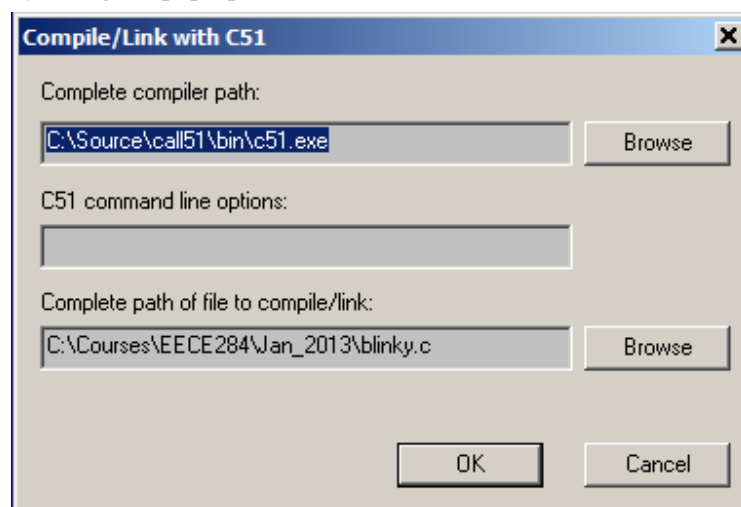 Compile/Link with C51
Complete compiler path:
C:\Source\call51\bin\c51.exe
Browse
C51 command line options:
Complete path of file to compile/link:
C:\Courses\EECE284\Jan_2013\blinky.c
Browse
OK
Cancel